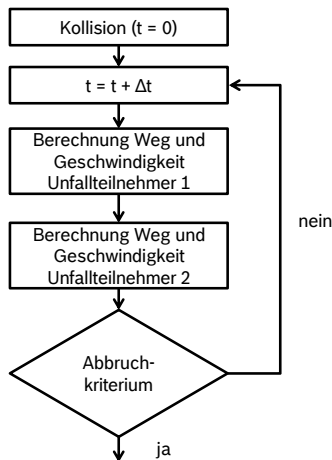 Kollision (t = 0)
t = t + Δt
Berechnung Weg und
Geschwindigkeit
Unfallteilnehmer 1
nein
Berechnung Weg und
Geschwindigkeit
Unfallteilnehmer 2
Abbruch-
kriterium
ja